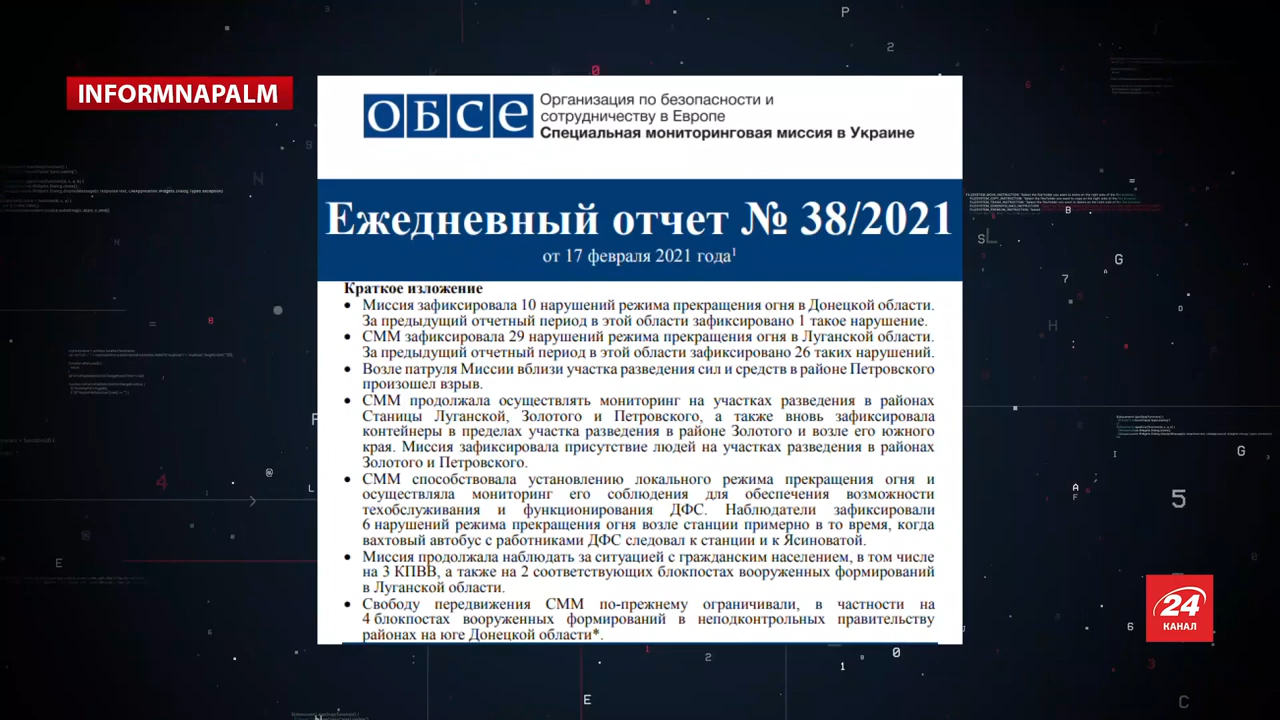 INFORMNAPALM
обсе
Организация по безопасности и
сотрудничеству в Европе
Специальная мониторинговая миссия в Украине
Ежедневный отчет № 38/2021
от 17 февраля 2021 года¹
Краткое изложение
• Миссия зафиксировала 10 нарушений режима прекращения огня в Донецкой области.
За предыдущий отчетный период в этой области зафиксировано 1 такое нарушение.
• СММ зафиксировала 29 нарушений режима прекращения огня в Луганской области.
За предыдущий отчетный период в этой области зафиксировано 26 таких нарушений.
• Возле патруля Миссии вблизи участка разведения сил и средств в районе Петровского
произошел взрыв.
• СММ продолжала осуществлять мониторинг на участках разведения в районах
Станицы Луганской, Золотого и Петровского, а также вновь зафиксировала
контейнеры в пределах участка разведения в районе Золотого и возле его южного
края. Миссия зафиксировала присутствие людей на участках разведения в районах
Золотого и Петровского.
• СММ способствовала установлению локального режима прекращения огня и
осуществляла мониторинг его соблюдения для обеспечения возможности
техобслуживания и функционирования ДФС. Наблюдатели зафиксировали
6 нарушений режима прекращения огня возле станции примерно в то время, когда
вахтовый автобус с работниками ДФС следовал к станции и к Ясиноватой.
• Миссия продолжала наблюдать за ситуацией с гражданским населением, в том числе
на 3 КПВВ, а также на 2 соответствующих блокпостах вооруженных формирований
в Луганской области.
• Свободу передвижения СММ по-прежнему ограничивали, в частности на
4 блокпостах вооруженных формирований в неподконтрольных правительству
районах на юге Донецкой области*.
24
КАНАЛ